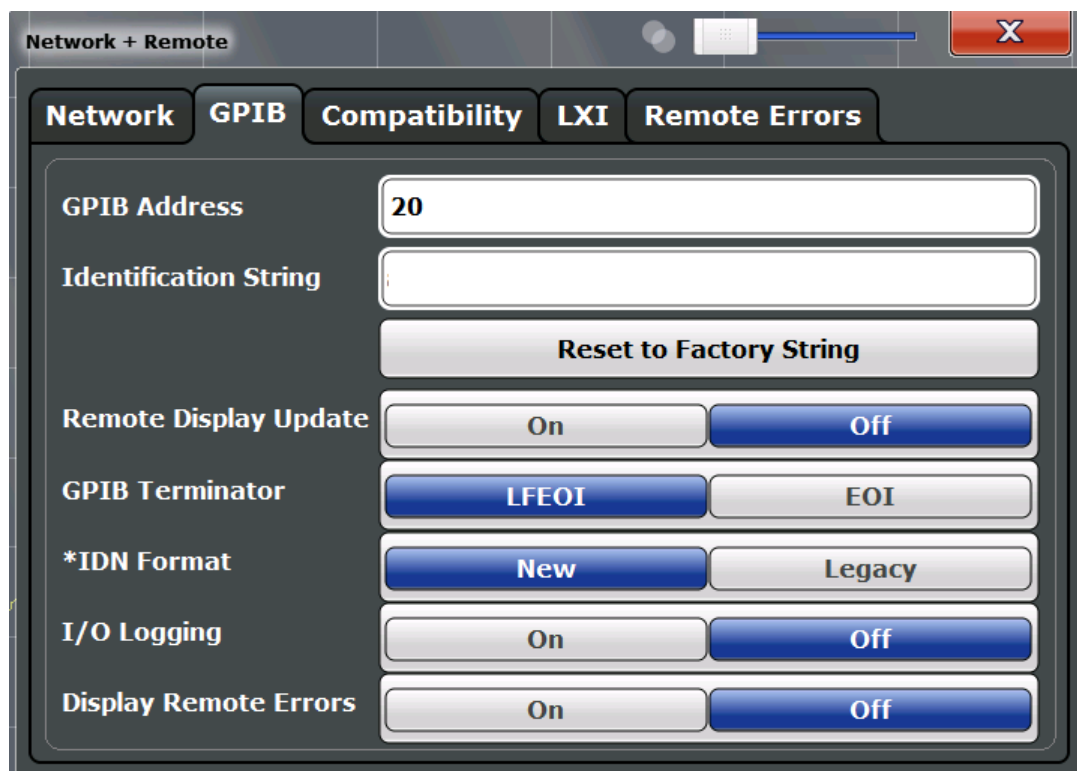 Network + Remote
X
Network GPIB Compatibility LXI Remote Errors
GPIB Address 20
Identification String
Reset to Factory String
Remote Display Update On Off
GPIB Terminator LFEOI EOI
*IDN Format New Legacy
I/O Logging On Off
Display Remote Errors On Off